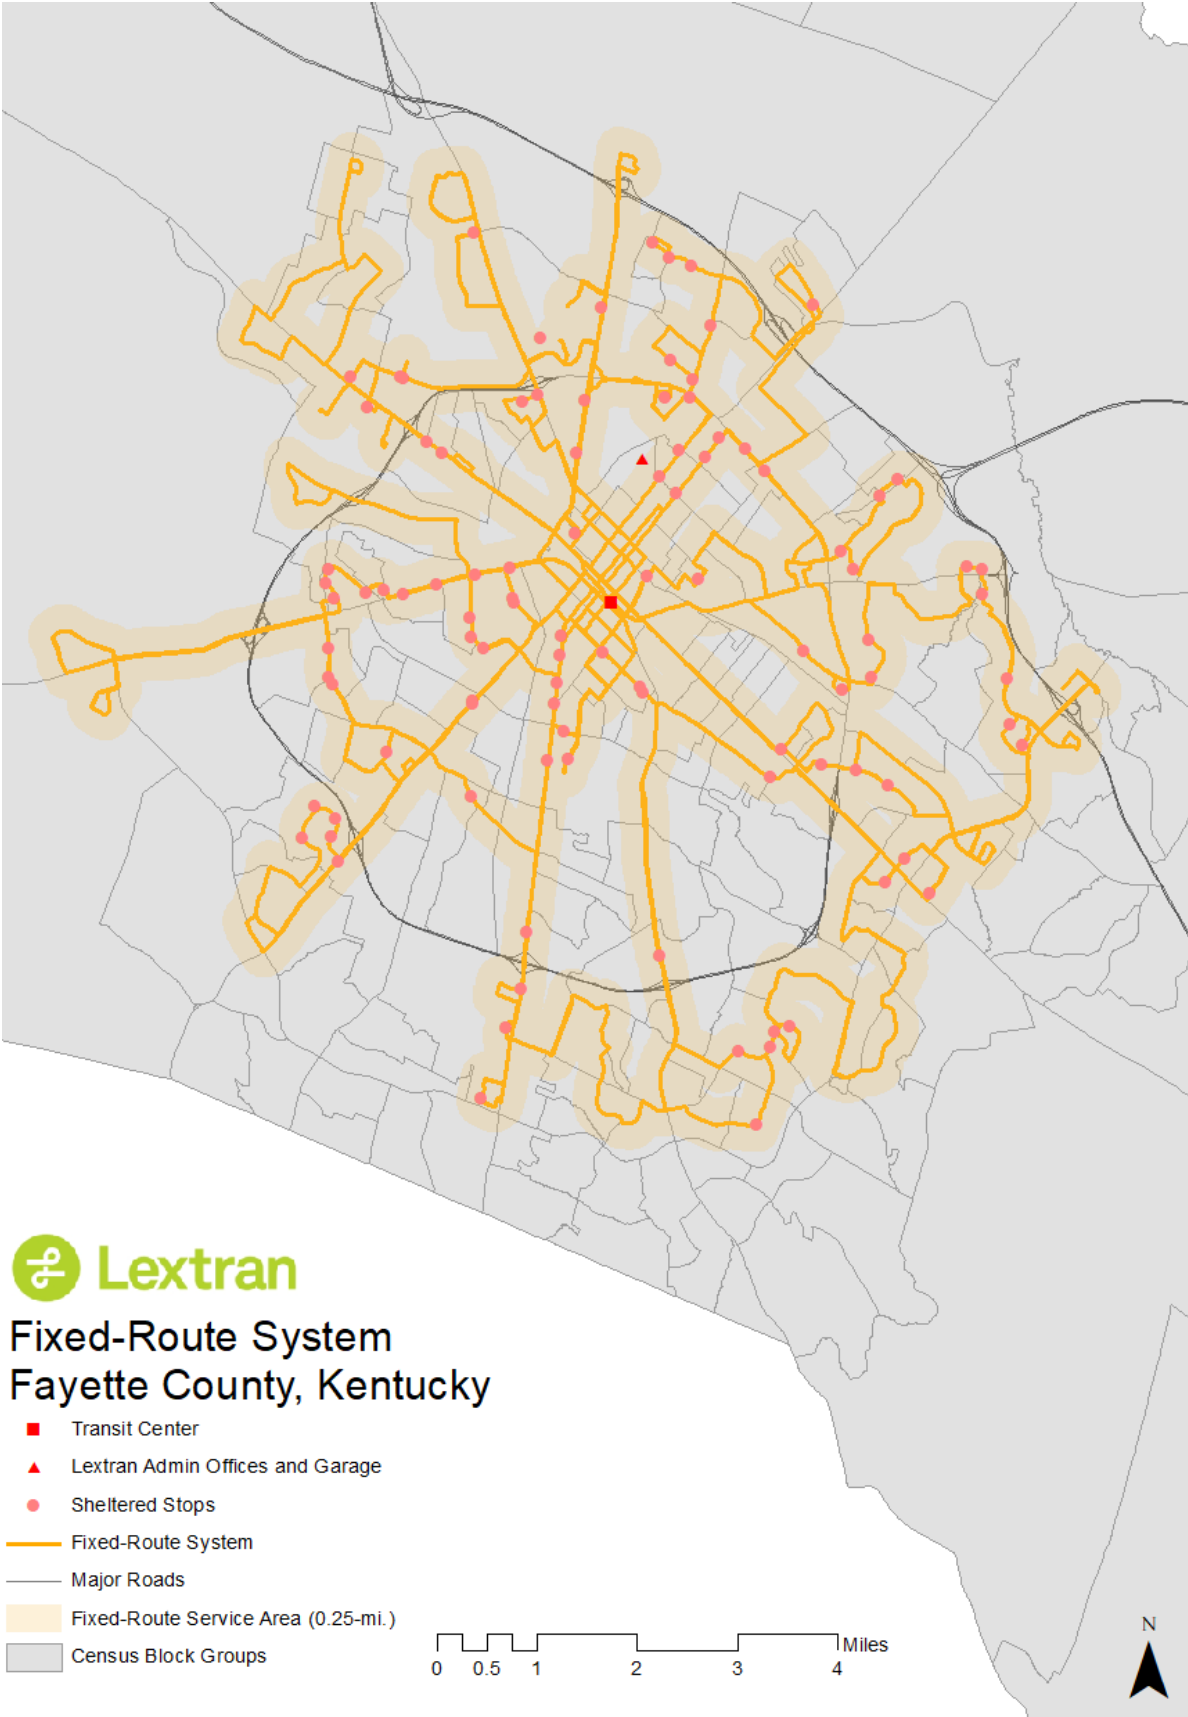 Lextran
Fixed-Route System
Fayette County, Kentucky
Transit Center
Lextran Admin Offices and Garage
Sheltered Stops
Fixed-Route System
Major Roads
Fixed-Route Service Area (0.25-mi.)
Census Block Groups
Miles
0 0.5 1 2 3 4
N